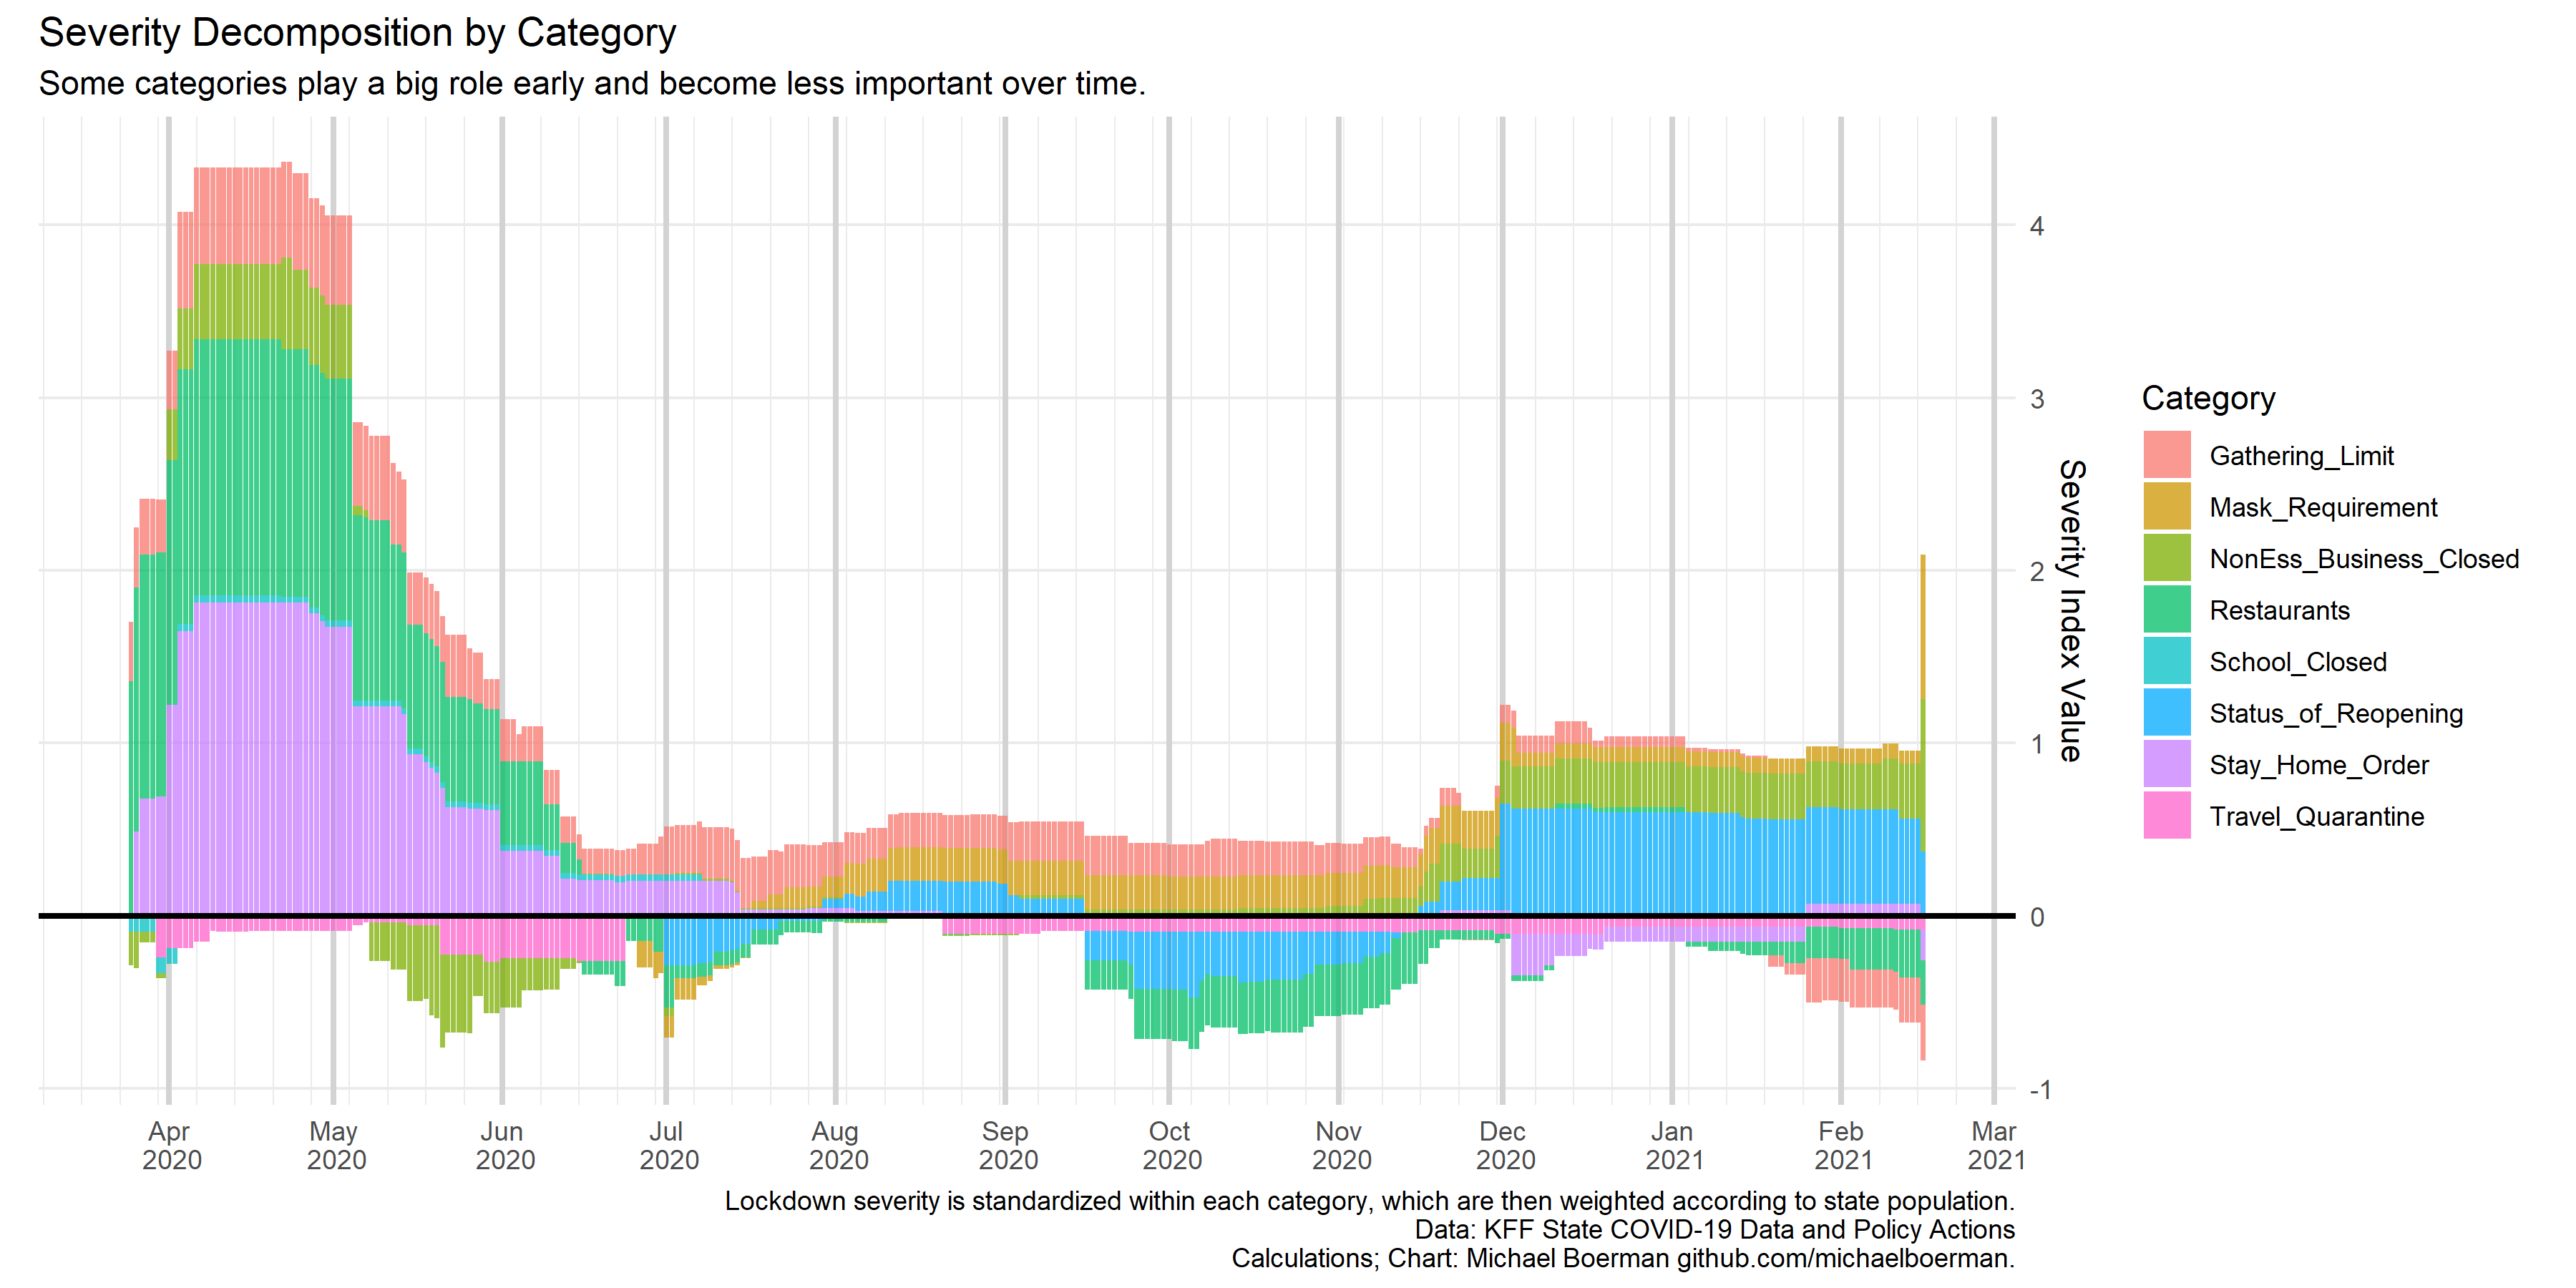 Severity Decomposition by Category
Some categories play a big role early and become less important over time.
4
3
2
1
0
-1
Severity Index Value
Apr 2020
May 2020
Jun 2020
Jul 2020
Aug 2020
Sep 2020
Oct 2020
Nov 2020
Dec 2020
Jan 2021
Feb 2021
Mar 2021
Category
Gathering_Limit
Mask_Requirement
NonEss_Business_Closed
Restaurants
School_Closed
Status_of_Reopening
Stay_Home_Order
Travel_Quarantine
Lockdown severity is standardized within each category, which are then weighted according to state population.
Data: KFF State COVID-19 Data and Policy Actions
Calculations; Chart: Michael Boerman github.com/michaelboerman.